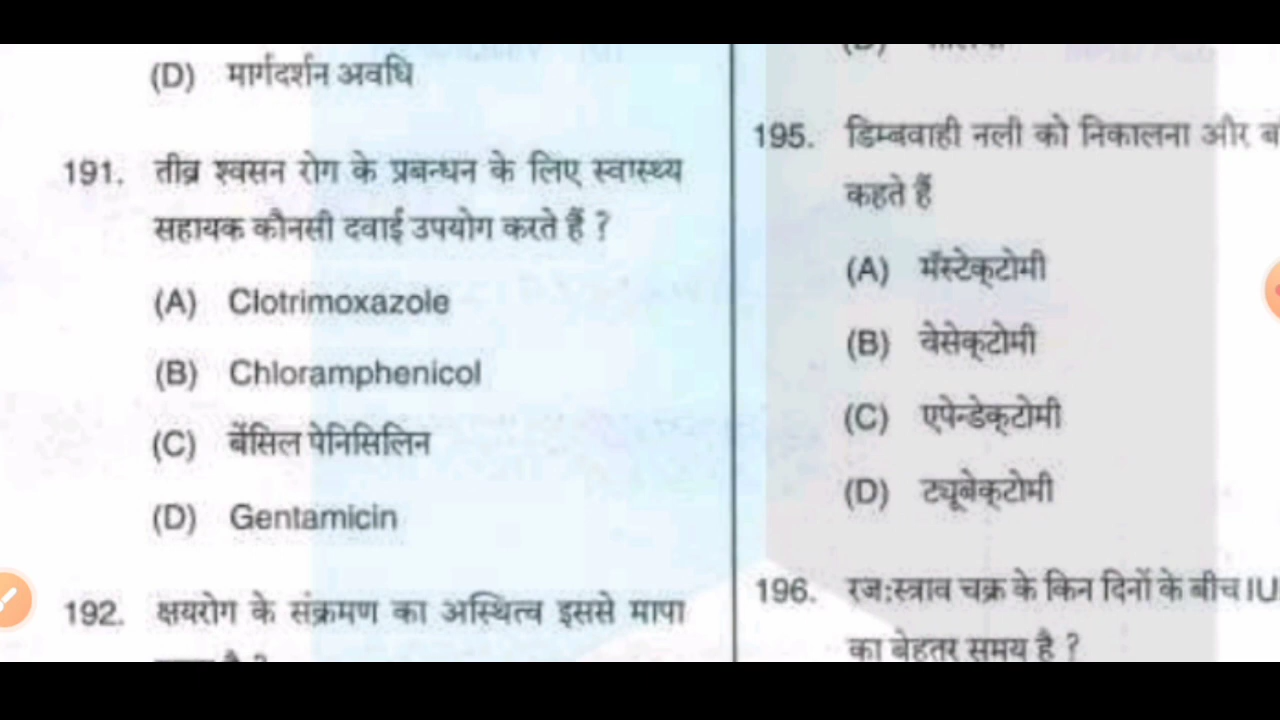 (D) मार्गदर्शन अवधि
191. तीव्र श्वसन रोग के प्रबन्धन के लिए स्वास्थ्य
सहायक कौनसी दवाई उपयोग करते हैं ?
(A) Clotrimoxazole
(B) Chloramphenicol
(C) बेंसिल पेनिसिलिन
(D) Gentamicin
192. क्षयरोग के संक्रमण का अस्थित्व इससे मापा
195. डिम्बवाही नली को निकालना और
कहते हैं
(A) मॅस्टेक्टोमी
(B) वेसेक्टोमी
(C) एपेन्डेक्टोमी
(D) ट्यूबेक्टोमी
196. रज:स्त्राव चक्र के किन दिनों के बीच IU
का बेहतर समय है ?